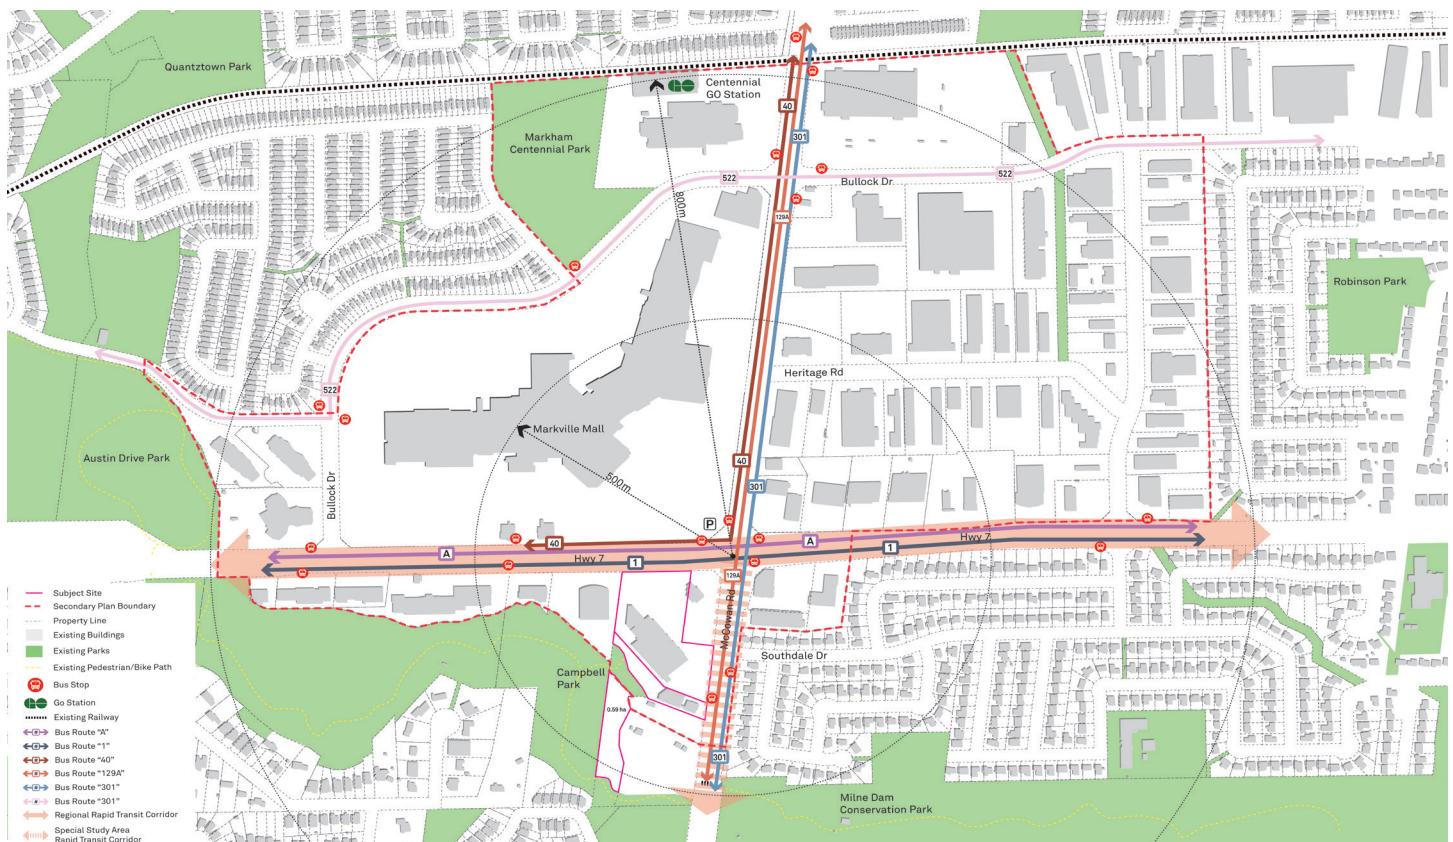 Quantztown Park
Markham
Centennial Park
Centennial
GO Station
40
301
522
Bullock Dr
522
129A
800m
Robinson Park
Heritage Rd
522
Markville Mall
Austin Drive Park
Bullock Dr
500m
40
301
P
40
A
A
Hwy 7
Hwy 7
1
1
129A
McCowan Rd
Southdale Dr
Campbell
Park
0.59 ha
301
Milne Dam
Conservation Park
Subject Site
Secondary Plan Boundary
Property Line
Existing Buildings
Existing Parks
Existing Pedestrian/Bike Path
Bus Stop
Go Station
Existing Railway
Bus Route "A"
Bus Route "1"
Bus Route "40"
Bus Route "129A"
Bus Route "301"
Bus Route "301"
Regional Rapid Transit Corridor
Special Study Area
Rapid Transit Corridor